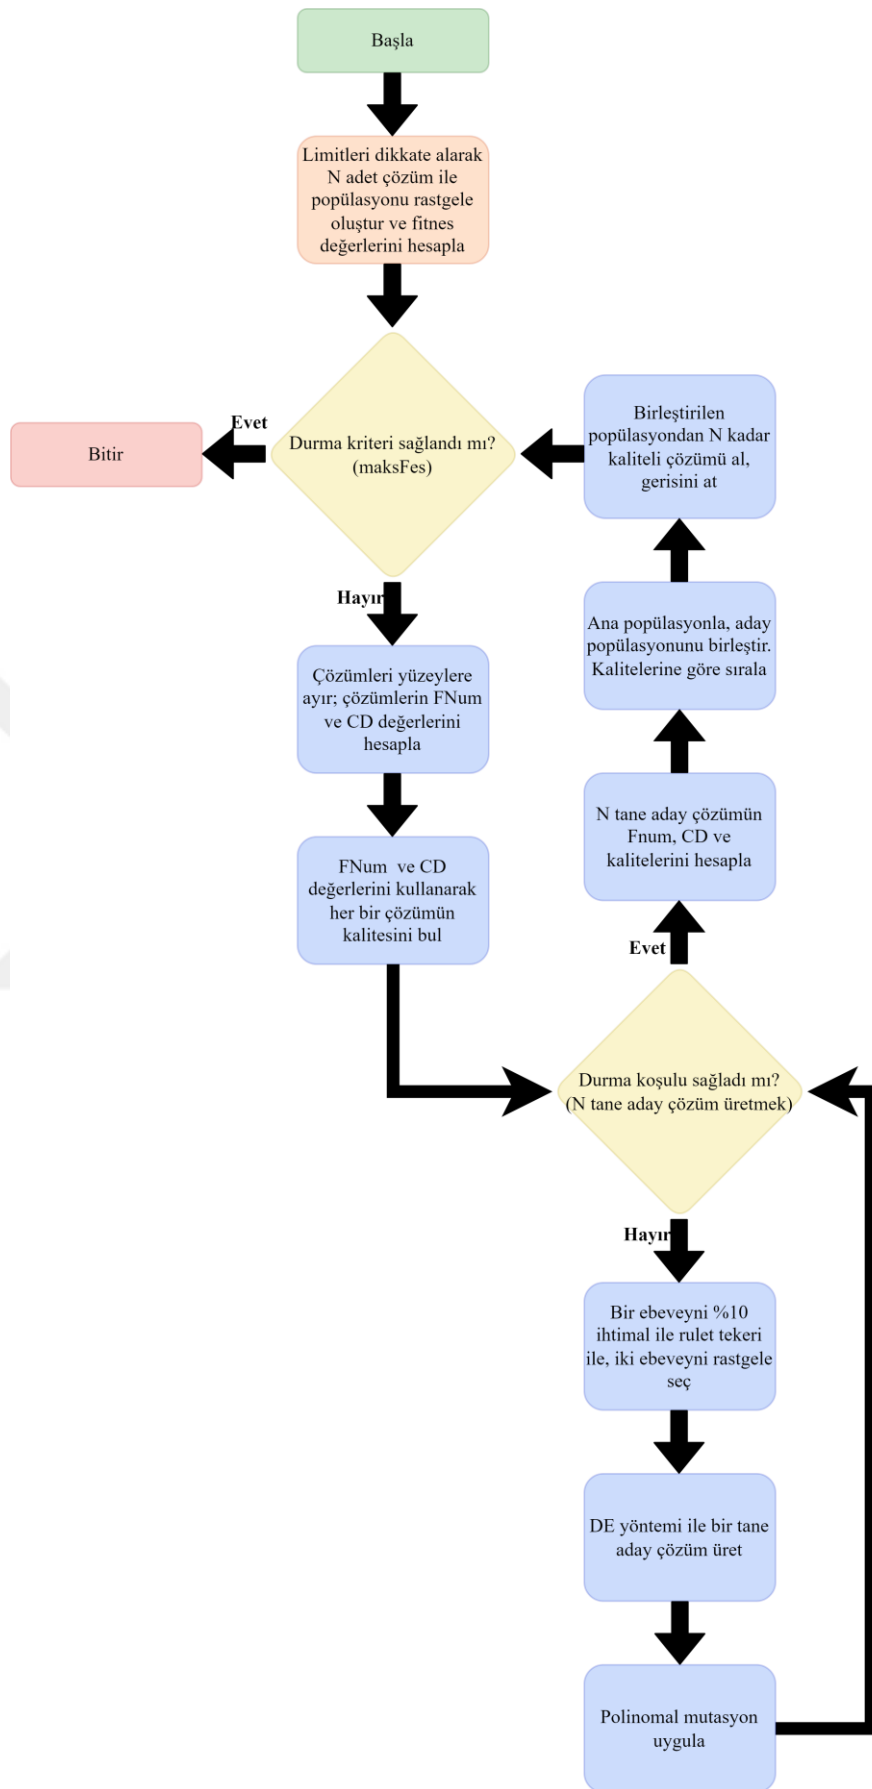 Başla
Limitleri dikkate alarak
N adet çözüm ile
popülasyonu rastgele
oluştur ve fitnes
değerlerini hesapla
Durma kriteri sağlandı mı?
(maksFes)
Evet
Bitir
Hayır
Çözümleri yüzeylere
ayır; çözümlerin FNum
ve CD değerlerini
hesapla
FNum ve CD
değerlerini kullanarak
her bir çözümün
kalitesini bul
Durma koşulu sağladı mı?
(N tane aday çözüm üretmek)
Evet
N tane aday çözümün
Fnum, CD ve
kalitelerini hesapla
Ana popülasyonla, aday
popülasyonunu birleştir.
Kalitelerine göre sırala
Birleştirilen
popülasyondan N kadar
kaliteli çözümü al,
gerisini at
Hayır
Bir ebeveyni %10
ihtimal ile rulet tekeri
ile, iki ebeveyni rastgele
seç
DE yöntemi ile bir tane
aday çözüm üret
Polinomal mutasyon
uygula